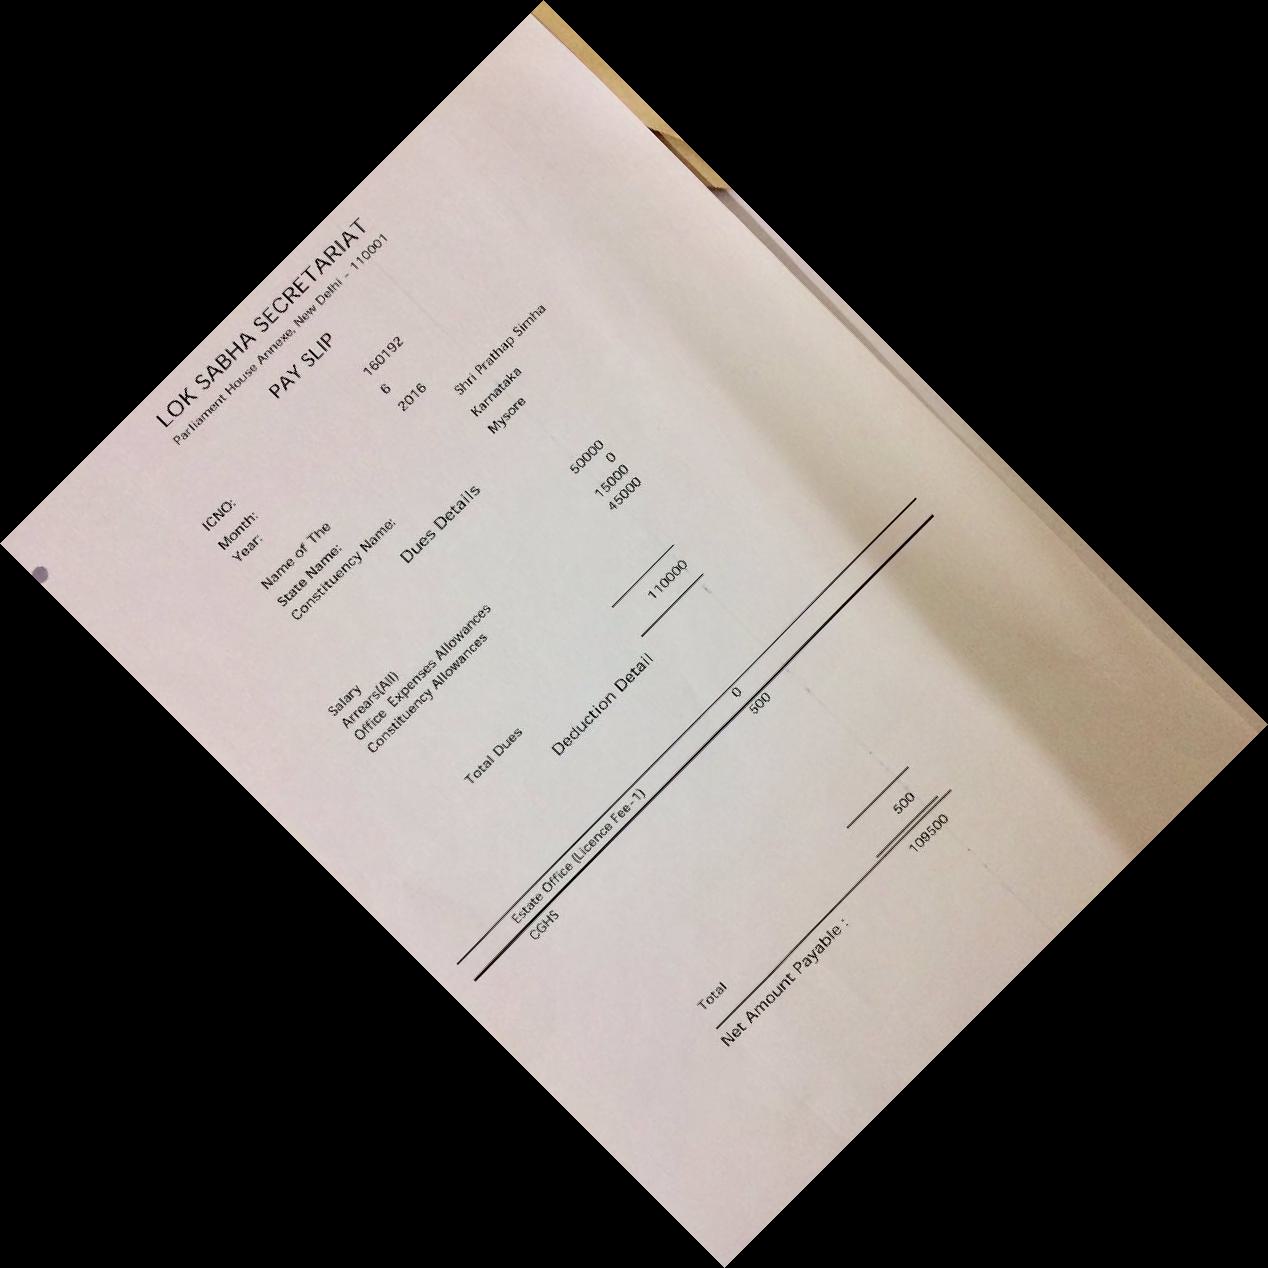 LOK SABHA SECRETARIAT
Parliament House Annexe, New Delhi - 110001
PAY SLIP
ICNO: 160192
Month: 6
Year: 2016
Name of The Shri Prathap Simha
State Name: Karnataka
Constituency Name: Mysore
Dues Details
Salary 50000
Arrears(All) 0
Office Expenses Allowances 15000
Constituency Allowances 45000
Total Dues 110000
Deduction Detail
Estate Office (Licence Fee-1) 0
CGHS 500
Total 500
Net Amount Payable : 109500